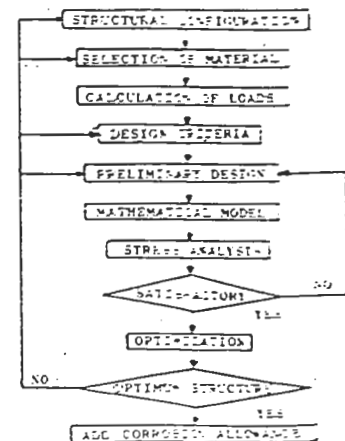 STRUCTURAL CONFIGURATION
SELECTION OF MATERIAL
CALCULATION OF LOADS
DESIGN CRITERIA
PRELIMINARY DESIGN
MATHEMATICAL MODEL
STRESS ANALYSIS
SATISFACTORY
NO
YES
OPTIMIZATION
NO
OPTIMUM STRUCTURE
YES
ADD CORROSION ALLOWANCE